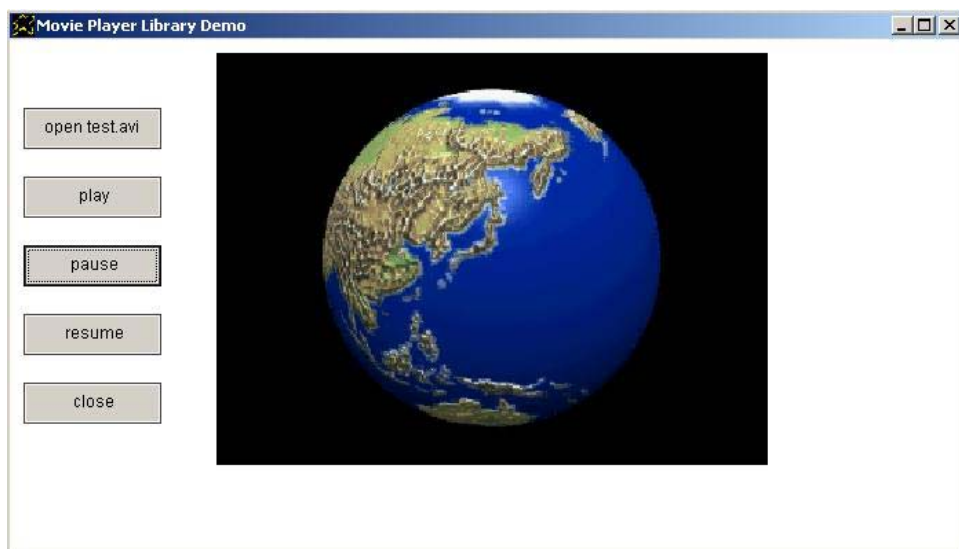 Movie Player Library Demo
open test.avi
play
pause
resume
close